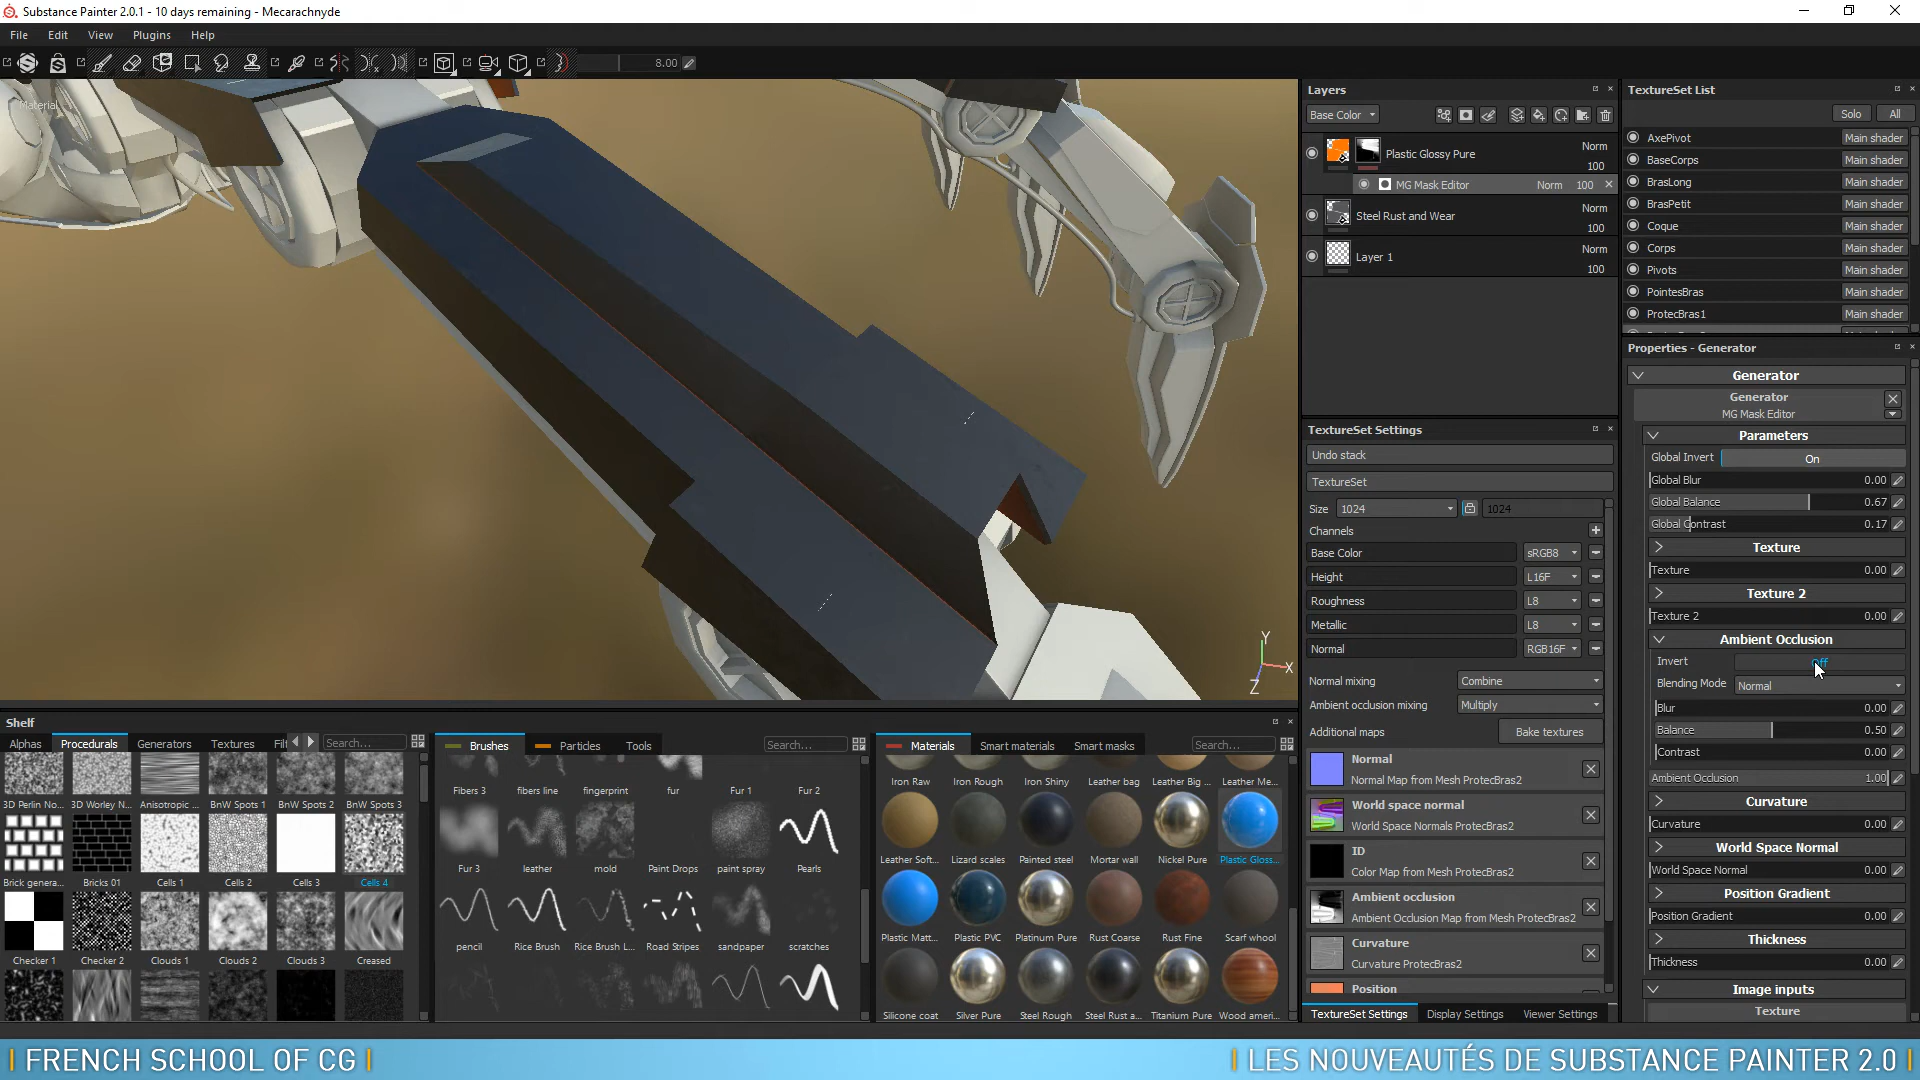 Substance Painter 2.0.1 - 10 days remaining - Mecarachnyde
File Edit View Plugins Help
8.00
Material
Y
X
Z
Layers
Base Color
Plastic Glossy Pure Norm
100
MG Mask Editor Norm 100
Steel Rust and Wear Norm
100
Layer 1 Norm
100
TextureSet List
Solo All
AxePivot Main shader
BaseCorps Main shader
BrasLong Main shader
BrasPetit Main shader
Coque Main shader
Corps Main shader
Pivots Main shader
PointesBras Main shader
ProtecBras1 Main shader
TextureSet Settings
Undo stack
TextureSet
Size 1024 1024
Channels
Base Color sRGB8
Height L16F
Roughness L8
Metallic L8
Normal RGB16F
Normal mixing Combine
Ambient occlusion mixing Multiply
Additional maps Bake textures
Normal
Normal Map from Mesh ProtecBras2
World space normal
World Space Normals ProtecBras2
ID
Color Map from Mesh ProtecBras2
Ambient occlusion
Ambient Occlusion Map from Mesh ProtecBras2
Curvature
Curvature ProtecBras2
Position
TextureSet Settings Display Settings Viewer Settings
Properties - Generator
Generator
Generator
MG Mask Editor
Parameters
Global Invert On
Global Blur 0.00
Global Balance 0.67
Global Contrast 0.17
Texture
Texture 0.00
Texture 2
Texture 2 0.00
Ambient Occlusion
Invert Off
Blending Mode Normal
Blur 0.00
Balance 0.50
Contrast 0.00
Ambient Occlusion 1.00
Curvature
Curvature 0.00
World Space Normal
World Space Normal 0.00
Position Gradient
Position Gradient 0.00
Thickness
Thickness 0.00
Image inputs
Texture
Shelf
Alphas Procedurals Generators Textures Filt Search...
3D Perlin No... 3D Worley N... Anisotropic ... BnW Spots 1 BnW Spots 2 BnW Spots 3
Brick genera... Bricks 01 Cells 1 Cells 2 Cells 3 Cells 4
Checker 1 Checker 2 Clouds 1 Clouds 2 Clouds 3 Creased
Brushes Particles Tools Search...
Fibers 3 fibers line fingerprint fur Fur 1 Fur 2
Fur 3 leather mold Paint Drops paint spray Pearls
pencil Rice Brush Rice Brush L... Road Stripes sandpaper scratches
Materials Smart materials Smart masks Search...
Iron Raw Iron Rough Iron Shiny Leather bag Leather Big ... Leather Me...
Leather Soft... Lizard scales Painted steel Mortar wall Nickel Pure Plastic Gloss...
Plastic Matt... Plastic PVC Platinum Pure Rust Coarse Rust Fine Scarf whool
Silicone coat Silver Pure Steel Rough Steel Rust a... Titanium Pure Wood ameri...
| FRENCH SCHOOL OF CG |
| LES NOUVEAUTÉS DE SUBSTANCE PAINTER 2.0 |